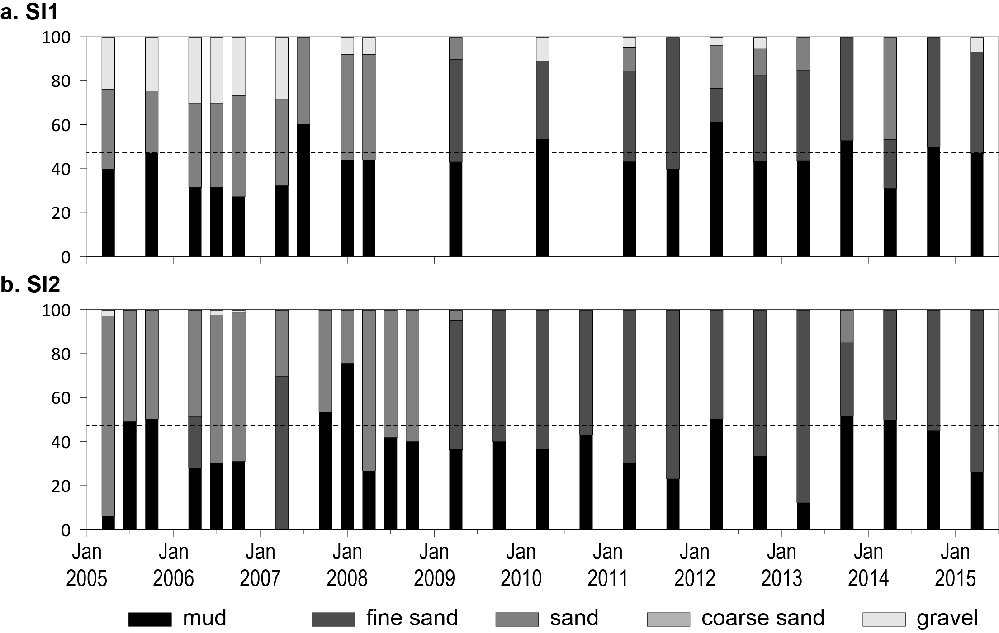 a. SI1
100
80
60
40
20
0
b. SI2
100
80
60
40
20
0
Jan Jan Jan Jan Jan Jan Jan Jan Jan Jan Jan
2005 2006 2007 2008 2009 2010 2011 2012 2013 2014 2015
mud fine sand sand coarse sand gravel